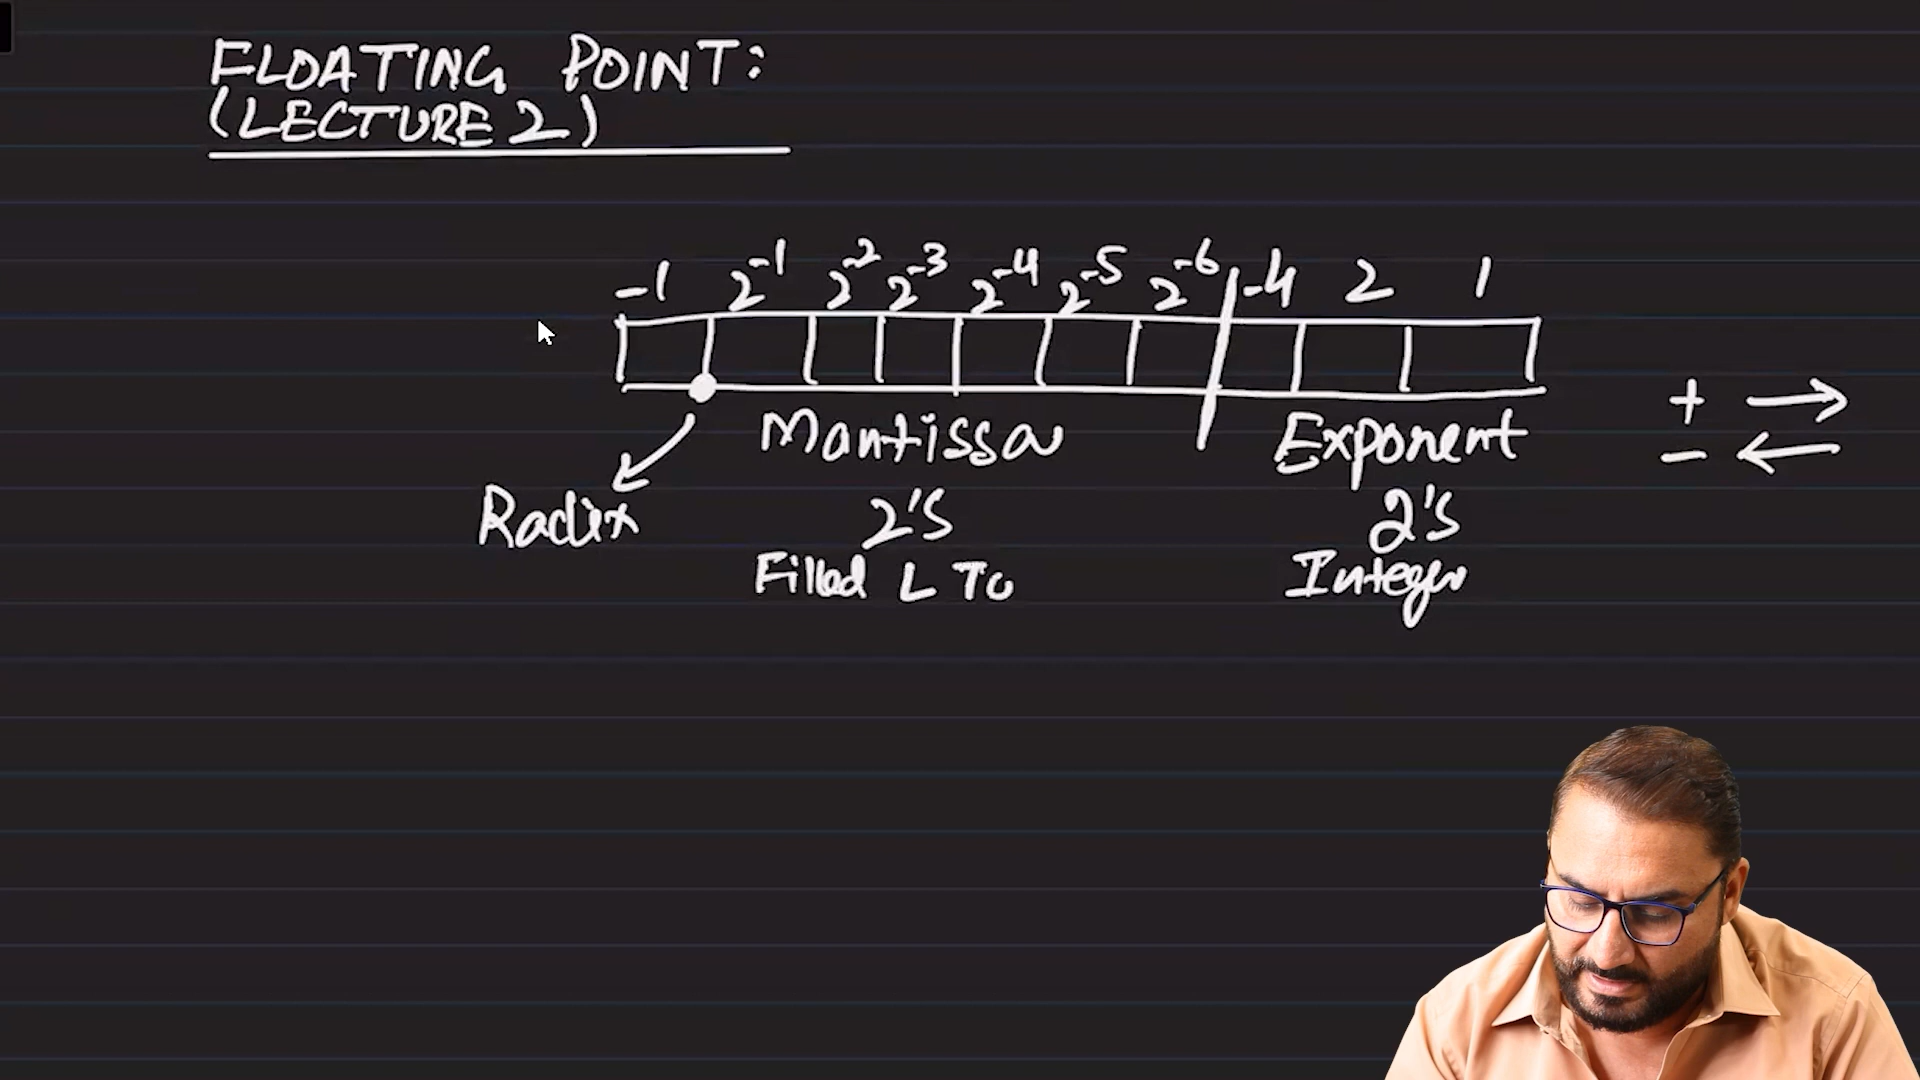 FLOATING POINT:
(LECTURE 2)
-1 2⁻¹ 2⁻² 2⁻³ 2⁻⁴ 2⁻⁵ 2⁻⁶ -4 2 1
Mantissa Exponent + →
- ←
Radix 2'S 2'S
Filled L To Integer